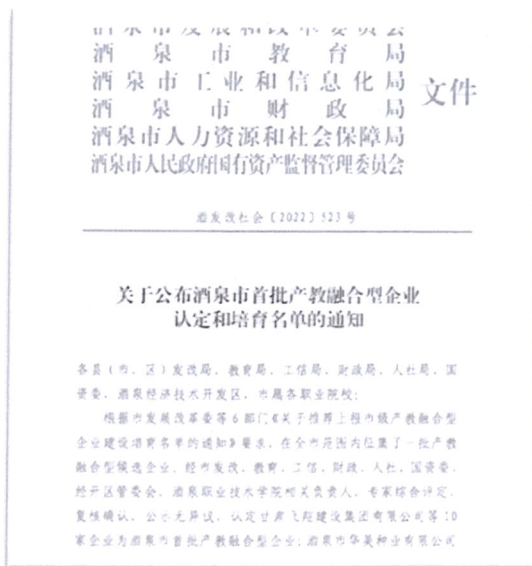 酒泉市发展和改革委员会
酒泉市教育局
酒泉市工业和信息化局
酒泉市财政局
酒泉市人力资源和社会保障局
酒泉市人民政府国有资产监督管理委员会
文件
酒发改社会〔2022〕523号
关于公布酒泉市首批产教融合型企业
认定和培育名单的通知
各县（市、区）发改局、教育局、工信局、财政局、人社局、国
资委、酒泉经济技术开发区、市属各职业院校：
根据市发展改革委等6部门《关于推荐上报市级产教融合型
企业建设培育名单的通知》要求，在全市范围内征集了一批产教
融合型候选企业，经市发改、教育、工信、财政、人社、国资委、
经开区管委会、酒泉职业技术学院相关负责人、专家综合评定，
复核确认，公示无异议，认定甘肃飞翔建设集团有限公司等10
家企业为酒泉市首批产教融合型企业；酒泉市华美种业有限公司